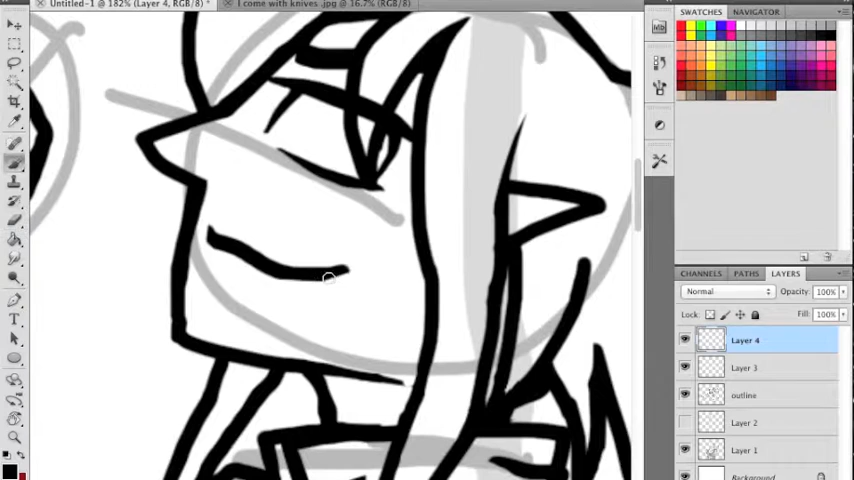 Untitled-1 @ 182% (Layer 4, RGB/8) *
I come with knives .jpg @ 16.7% (RGB/8)
SWATCHES
NAVIGATOR
CHANNELS
PATHS
LAYERS
Normal
Opacity: 100%
Lock:
Fill: 100%
Layer 4
Layer 3
outline
Layer 2
Layer 1
Background